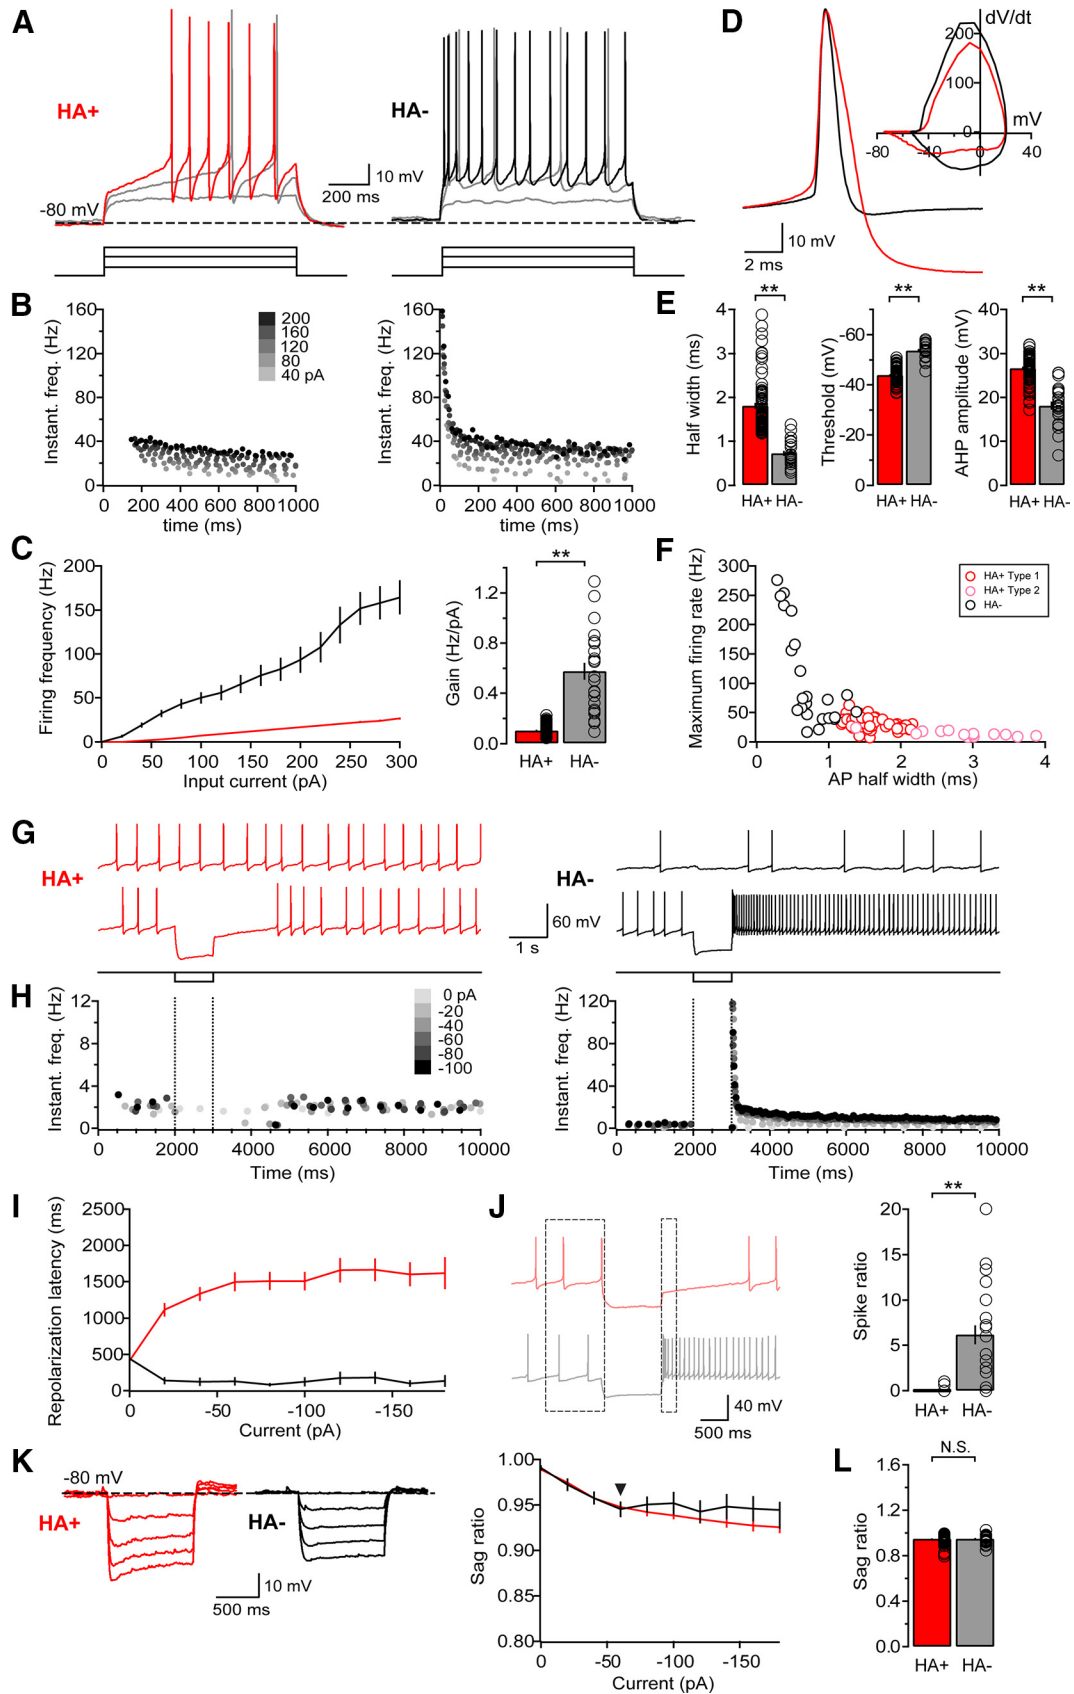 A
HA+
-80 mV
10 mV
200 ms
HA-
D
dV/dt
200
100
mV
0
-80
-40
0
40
10 mV
2 ms
B
Instant. freq. (Hz)
160
120
80
40
0
200
160
120
80
40 pA
0 200 400 600 800 1000
time (ms)
Instant. freq. (Hz)
160
120
80
40
0
0 200 400 600 800 1000
time (ms)
E
Half width (ms)
4
3
2
1
0
**
HA+ HA-
Threshold (mV)
-60
-40
-20
0
**
HA+ HA-
AHP amplitude (mV)
40
30
20
10
0
**
HA+ HA-
C
Firing frequency (Hz)
200
150
100
50
0
0 50 100 150 200 250 300
Input current (pA)
Gain (Hz/pA)
1.2
0.8
0.4
0.0
**
HA+ HA-
F
Maximum firing rate (Hz)
300
250
200
150
100
50
0
0 1 2 3 4
AP half width (ms)
HA+ Type 1
HA+ Type 2
HA-
G
HA+
HA-
60 mV
1 s
H
Instant. freq. (Hz)
12
8
4
0
0 pA
-20
-40
-60
-80
-100
0 2000 4000 6000 8000 10000
Time (ms)
Instant. freq. (Hz)
120
80
40
0
0 2000 4000 6000 8000 10000
Time (ms)
I
Repolarization latency (ms)
2500
2000
1500
1000
500
0
0 -50 -100 -150
Current (pA)
J
40 mV
500 ms
Spike ratio
20
15
10
5
0
**
HA+ HA-
K
-80 mV
HA+
HA-
10 mV
500 ms
Sag ratio
1.00
0.95
0.90
0.85
0.80
0 -50 -100 -150
Current (pA)
L
Sag ratio
1.6
1.2
0.8
0.4
0.0
N.S.
HA+ HA-